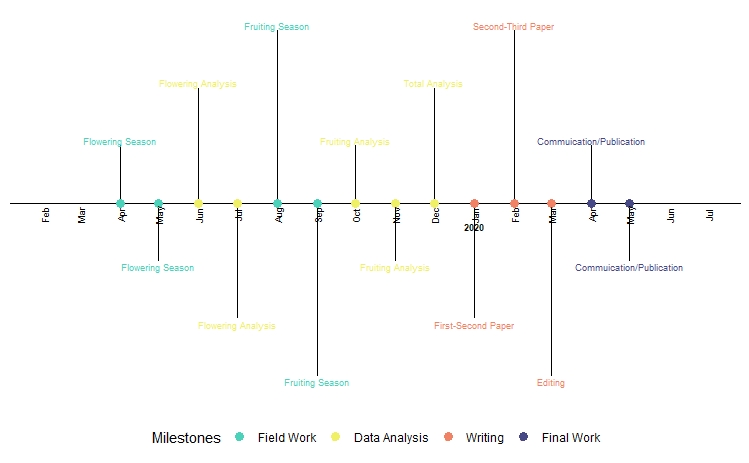 Fruiting Season
Second-Third Paper
Flowering Analysis
Total Analysis
Flowering Season
Fruiting Analysis
Commuication/Publication
Feb
Mar
Apr
May
Jun
Jul
Aug
Sep
Oct
Nov
Dec
Jan
Feb
Mar
Apr
May
Jun
Jul
2020
Flowering Season
Fruiting Analysis
Commuication/Publication
Flowering Analysis
First-Second Paper
Fruiting Season
Editing
Milestones Field Work Data Analysis Writing Final Work